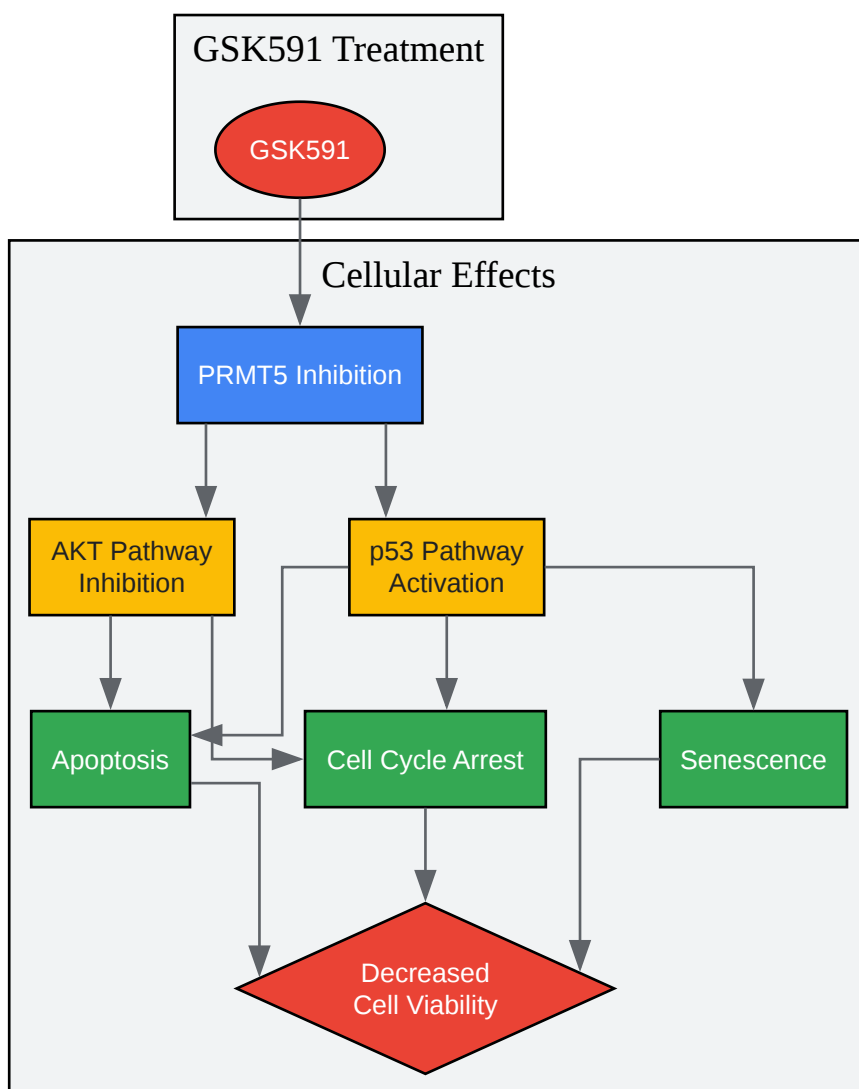 GSK591 Treatment
GSK591
Cellular Effects
PRMT5 Inhibition
AKT Pathway
Inhibition
p53 Pathway
Activation
Apoptosis
Cell Cycle Arrest
Senescence
Decreased
Cell Viability